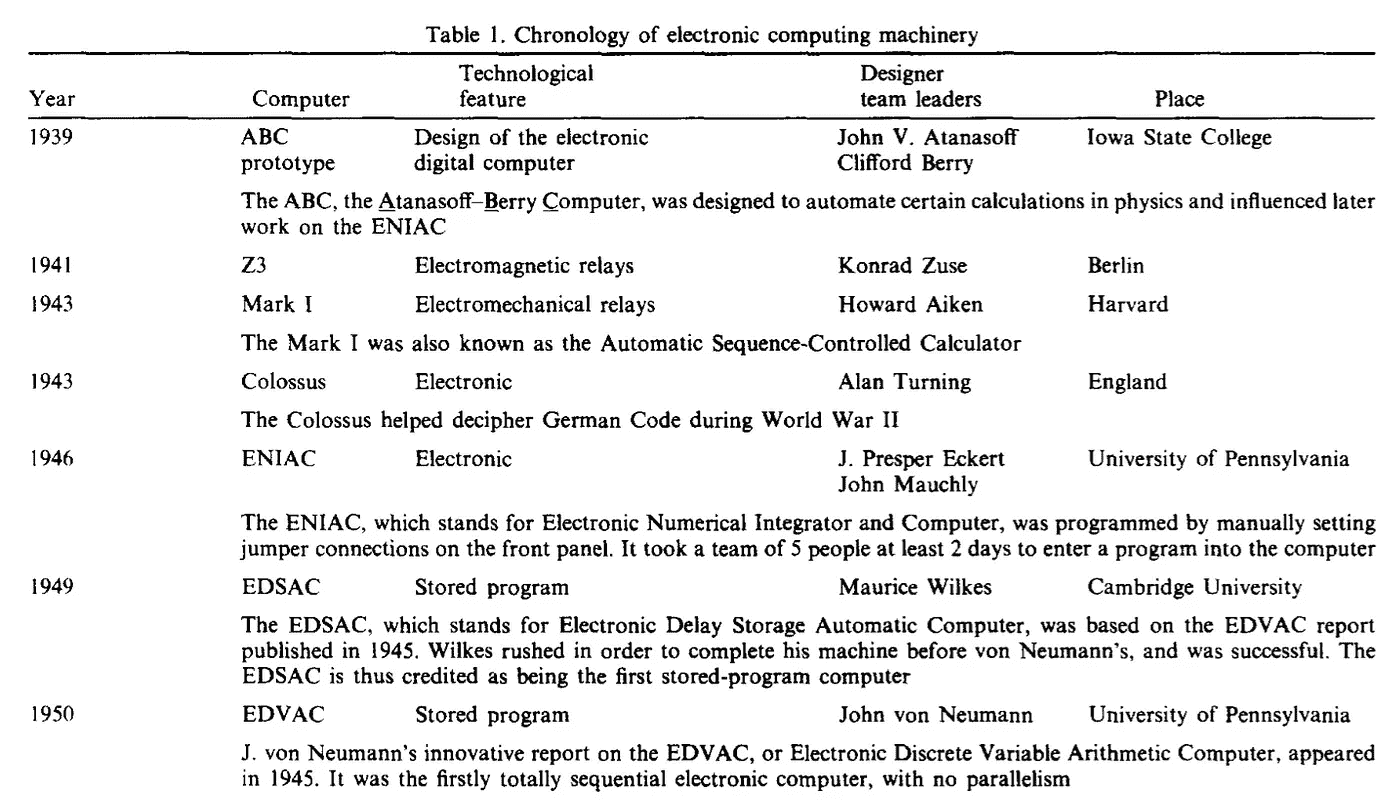 Table 1. Chronology of electronic computing machinery
Technological Designer
Year Computer feature team leaders Place
1939 ABC Design of the electronic John V. Atanasoff Iowa State College
prototype digital computer Clifford Berry
The ABC, the Atanasoff–Berry Computer, was designed to automate certain calculations in physics and influenced later
work on the ENIAC
1941 Z3 Electromagnetic relays Konrad Zuse Berlin
1943 Mark I Electromechanical relays Howard Aiken Harvard
The Mark I was also known as the Automatic Sequence-Controlled Calculator
1943 Colossus Electronic Alan Turning England
The Colossus helped decipher German Code during World War II
1946 ENIAC Electronic J. Presper Eckert University of Pennsylvania
John Mauchly
The ENIAC, which stands for Electronic Numerical Integrator and Computer, was programmed by manually setting
jumper connections on the front panel. It took a team of 5 people at least 2 days to enter a program into the computer
1949 EDSAC Stored program Maurice Wilkes Cambridge University
The EDSAC, which stands for Electronic Delay Storage Automatic Computer, was based on the EDVAC report
published in 1945. Wilkes rushed in order to complete his machine before von Neumann's, and was successful. The
EDSAC is thus credited as being the first stored-program computer
1950 EDVAC Stored program John von Neumann University of Pennsylvania
J. von Neumann's innovative report on the EDVAC, or Electronic Discrete Variable Arithmetic Computer, appeared
in 1945. It was the firstly totally sequential electronic computer, with no parallelism